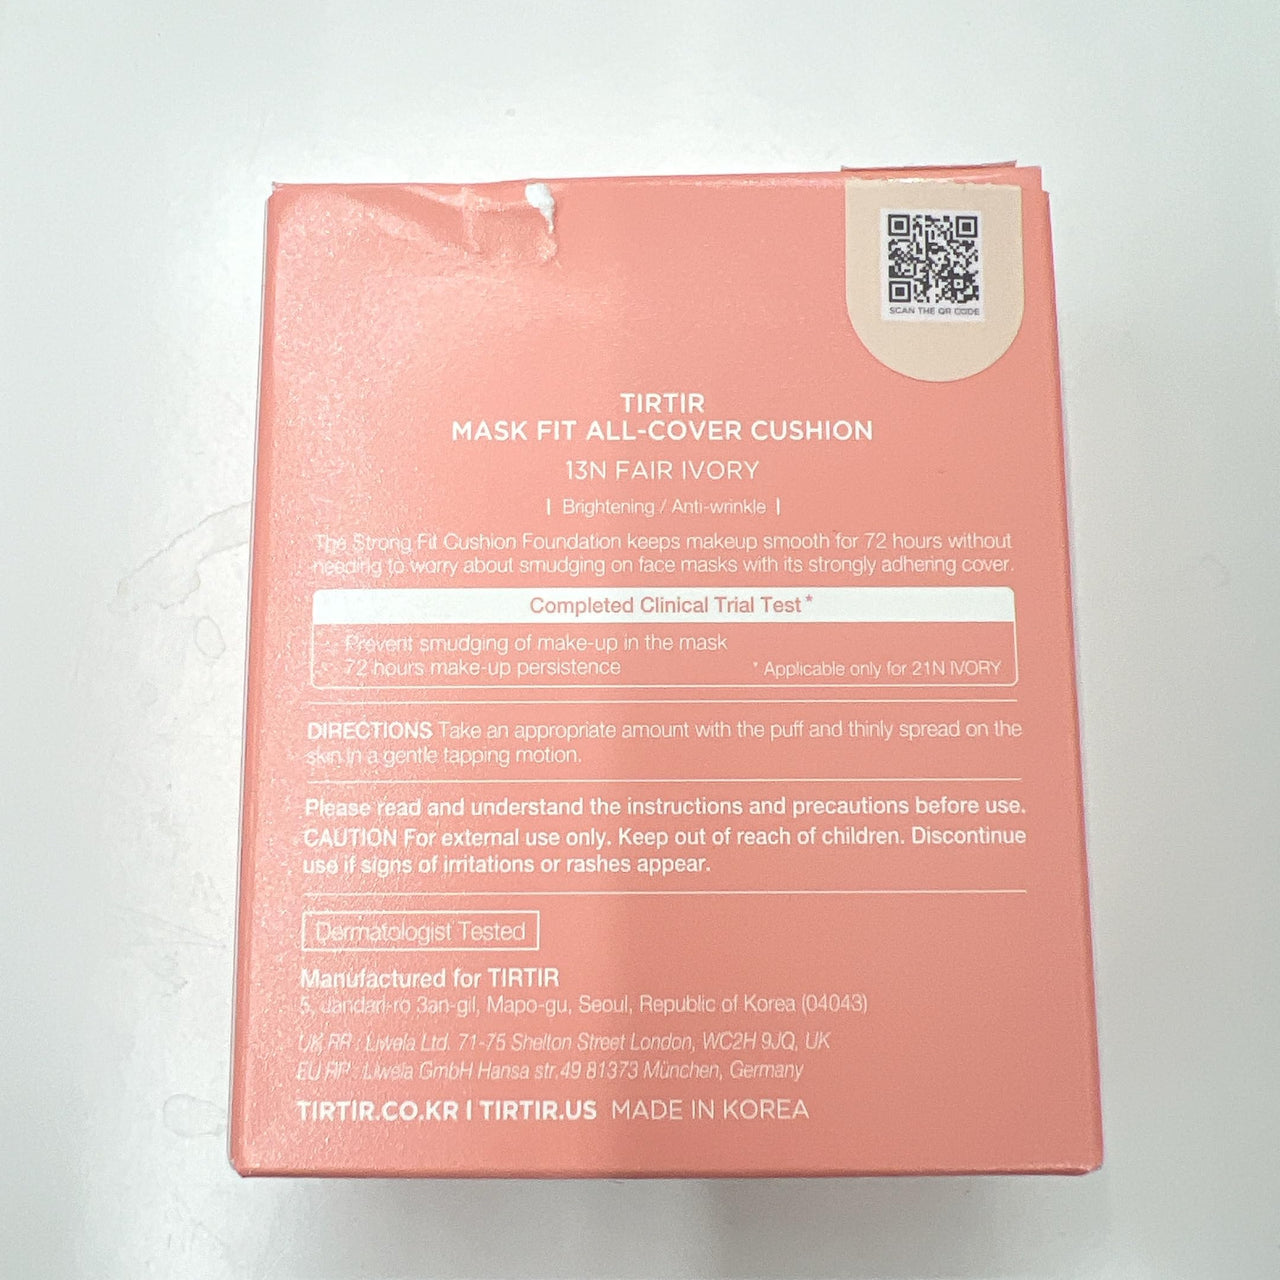 SCAN THE QR CODE
TIRTIR
MASK FIT ALL-COVER CUSHION
13N FAIR IVORY
| Brightening / Anti-wrinkle |
The Strong Fit Cushion Foundation keeps makeup smooth for 72 hours without
needing to worry about smudging on face masks with its strongly adhering cover.
Completed Clinical Trial Test*
· Prevent smudging of make-up in the mask
· 72 hours make-up persistence
* Applicable only for 21N IVORY
DIRECTIONS Take an appropriate amount with the puff and thinly spread on the
skin in a gentle tapping motion.
Please read and understand the instructions and precautions before use.
CAUTION For external use only. Keep out of reach of children. Discontinue
use if signs of irritations or rashes appear.
Dermatologist Tested
Manufactured for TIRTIR
5, Jandari-ro 3an-gil, Mapo-gu, Seoul, Republic of Korea (04043)
UK RP : Liwela Ltd. 71-75 Shelton Street London, WC2H 9JQ, UK
EU RP : Liwela GmbH Hansa str.49 81373 München, Germany
TIRTIR.CO.KR I TIRTIR.US MADE IN KOREA